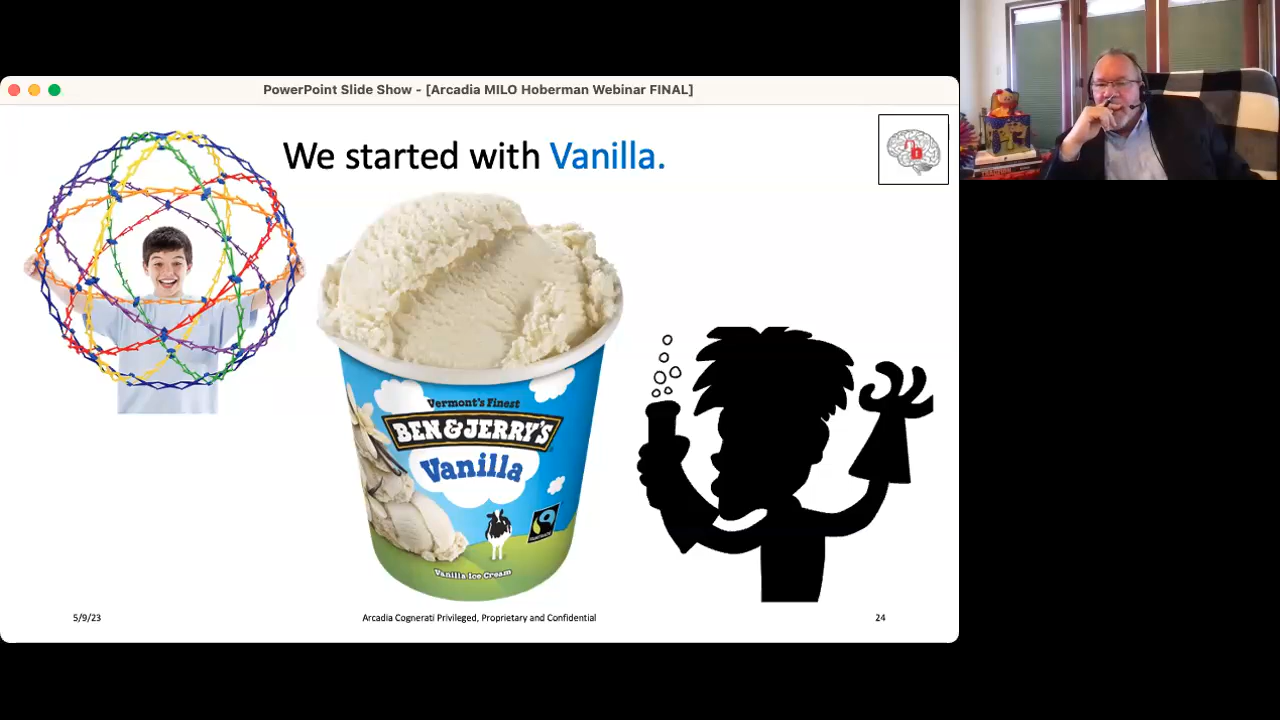 PowerPoint Slide Show - [Arcadia MILO Hoberman Webinar FINAL]
We started with Vanilla.
Vermont's Finest
BEN & JERRY'S
Vanilla
Vanilla Ice Cream
5/9/23
Arcadia Cognerati Privileged, Proprietary and Confidential
24